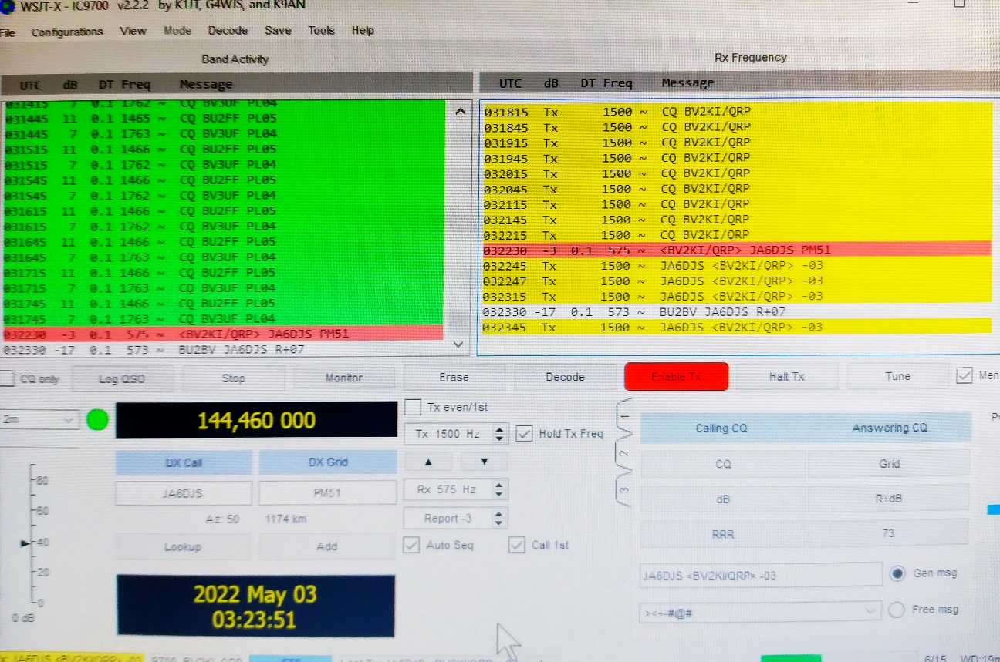 WSJT-X - IC9700 v2.2.2 by K1JT, G4WJS, and K9AN
File Configurations View Mode Decode Save Tools Help
Band Activity
UTC dB DT Freq Message
031415 7 0.1 1762 ~ CQ BV3UF PL04
031445 11 0.1 1465 ~ CQ BU2FF PL05
031445 7 0.1 1763 ~ CQ BV3UF PL04
031515 11 0.1 1466 ~ CQ BU2FF PL05
031515 7 0.1 1762 ~ CQ BV3UF PL04
031545 11 0.1 1466 ~ CQ BU2FF PL05
031545 7 0.1 1762 ~ CQ BV3UF PL04
031615 11 0.1 1466 ~ CQ BU2FF PL05
031615 7 0.1 1762 ~ CQ BV3UF PL04
031645 11 0.1 1466 ~ CQ BU2FF PL05
031645 7 0.1 1763 ~ CQ BV3UF PL04
031715 11 0.1 1466 ~ CQ BU2FF PL05
031715 7 0.1 1763 ~ CQ BV3UF PL04
031745 11 0.1 1466 ~ CQ BU2FF PL05
031745 7 0.1 1763 ~ CQ BV3UF PL04
032230 -3 0.1 575 ~ <BV2KI/QRP> JA6DJS PM51
032330 -17 0.1 573 ~ BU2BV JA6DJS R+07
Rx Frequency
UTC dB DT Freq Message
031815 Tx 1500 ~ CQ BV2KI/QRP
031845 Tx 1500 ~ CQ BV2KI/QRP
031915 Tx 1500 ~ CQ BV2KI/QRP
031945 Tx 1500 ~ CQ BV2KI/QRP
032015 Tx 1500 ~ CQ BV2KI/QRP
032045 Tx 1500 ~ CQ BV2KI/QRP
032115 Tx 1500 ~ CQ BV2KI/QRP
032145 Tx 1500 ~ CQ BV2KI/QRP
032215 Tx 1500 ~ CQ BV2KI/QRP
032230 -3 0.1 575 ~ <BV2KI/QRP> JA6DJS PM51
032245 Tx 1500 ~ JA6DJS <BV2KI/QRP> -03
032247 Tx 1500 ~ JA6DJS <BV2KI/QRP> -03
032315 Tx 1500 ~ JA6DJS <BV2KI/QRP> -03
032330 -17 0.1 573 ~ BU2BV JA6DJS R+07
032345 Tx 1500 ~ JA6DJS <BV2KI/QRP> -03
CQ only Log QSO Stop Monitor Erase Decode Enable Tx Halt Tx Tune Men
2m
144,460 000
Tx even/1st
Tx 1500 Hz
Hold Tx Freq
DX Call DX Grid
JA6DJS PM51
Rx 575 Hz
Az: 50 1174 km
Report -3
Lookup Add
Auto Seq Call 1st
80
60
40
20
0
0 dB
2022 May 03
03:23:51
1
2
3
Calling CQ Answering CQ
CQ Grid
dB R+dB
RRR 73
JA6DJS <BV2KI/QRP> -03 Gen msg
><+-#@# Free msg
JA6DJS <BV2KI/QRP> -03
6/15 WD:19m